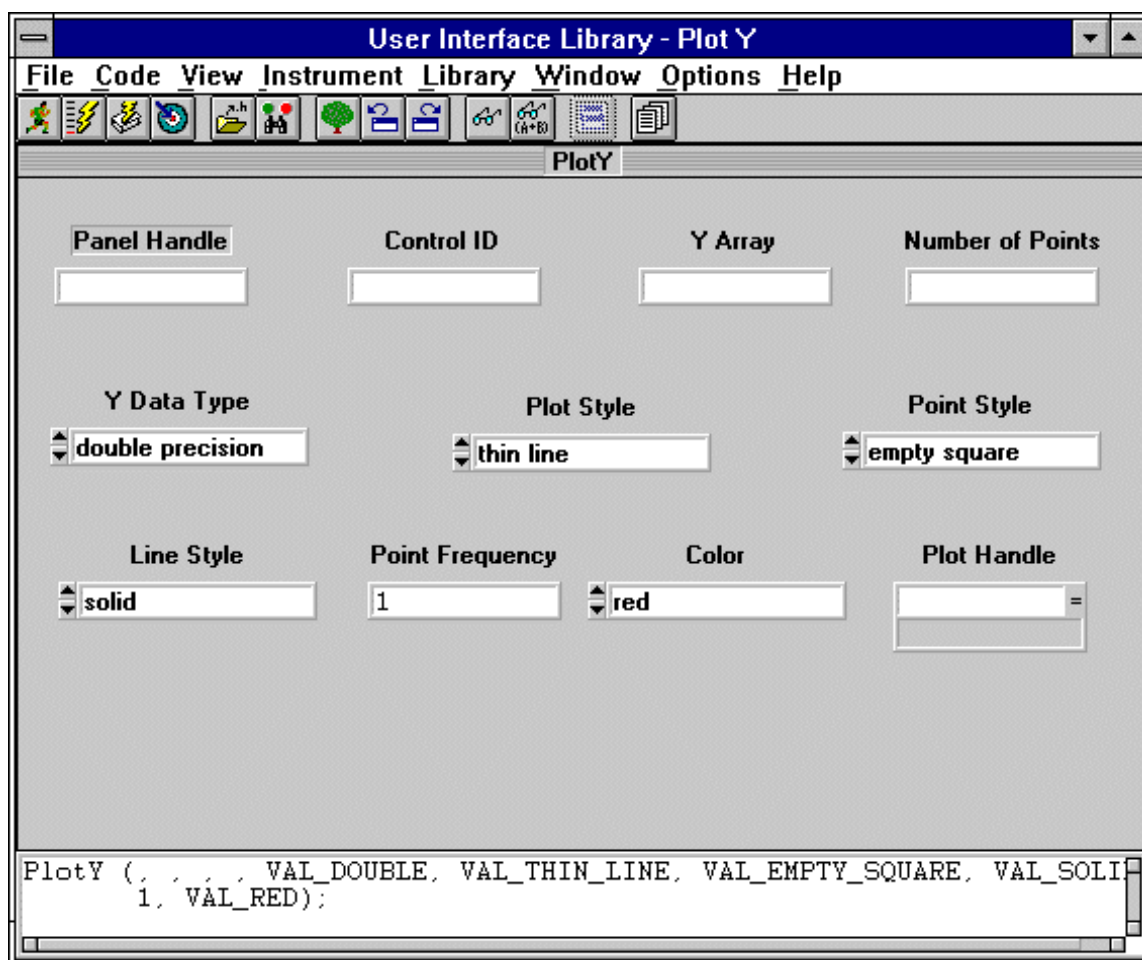 User Interface Library - Plot Y
File Code View Instrument Library Window Options Help
(A+B)
PlotY
Panel Handle Control ID Y Array Number of Points
Y Data Type Plot Style Point Style
double precision thin line empty square
Line Style Point Frequency Color Plot Handle
solid 1 red =
PlotY (, , , , VAL_DOUBLE, VAL_THIN_LINE, VAL_EMPTY_SQUARE, VAL_SOLI
1, VAL_RED);